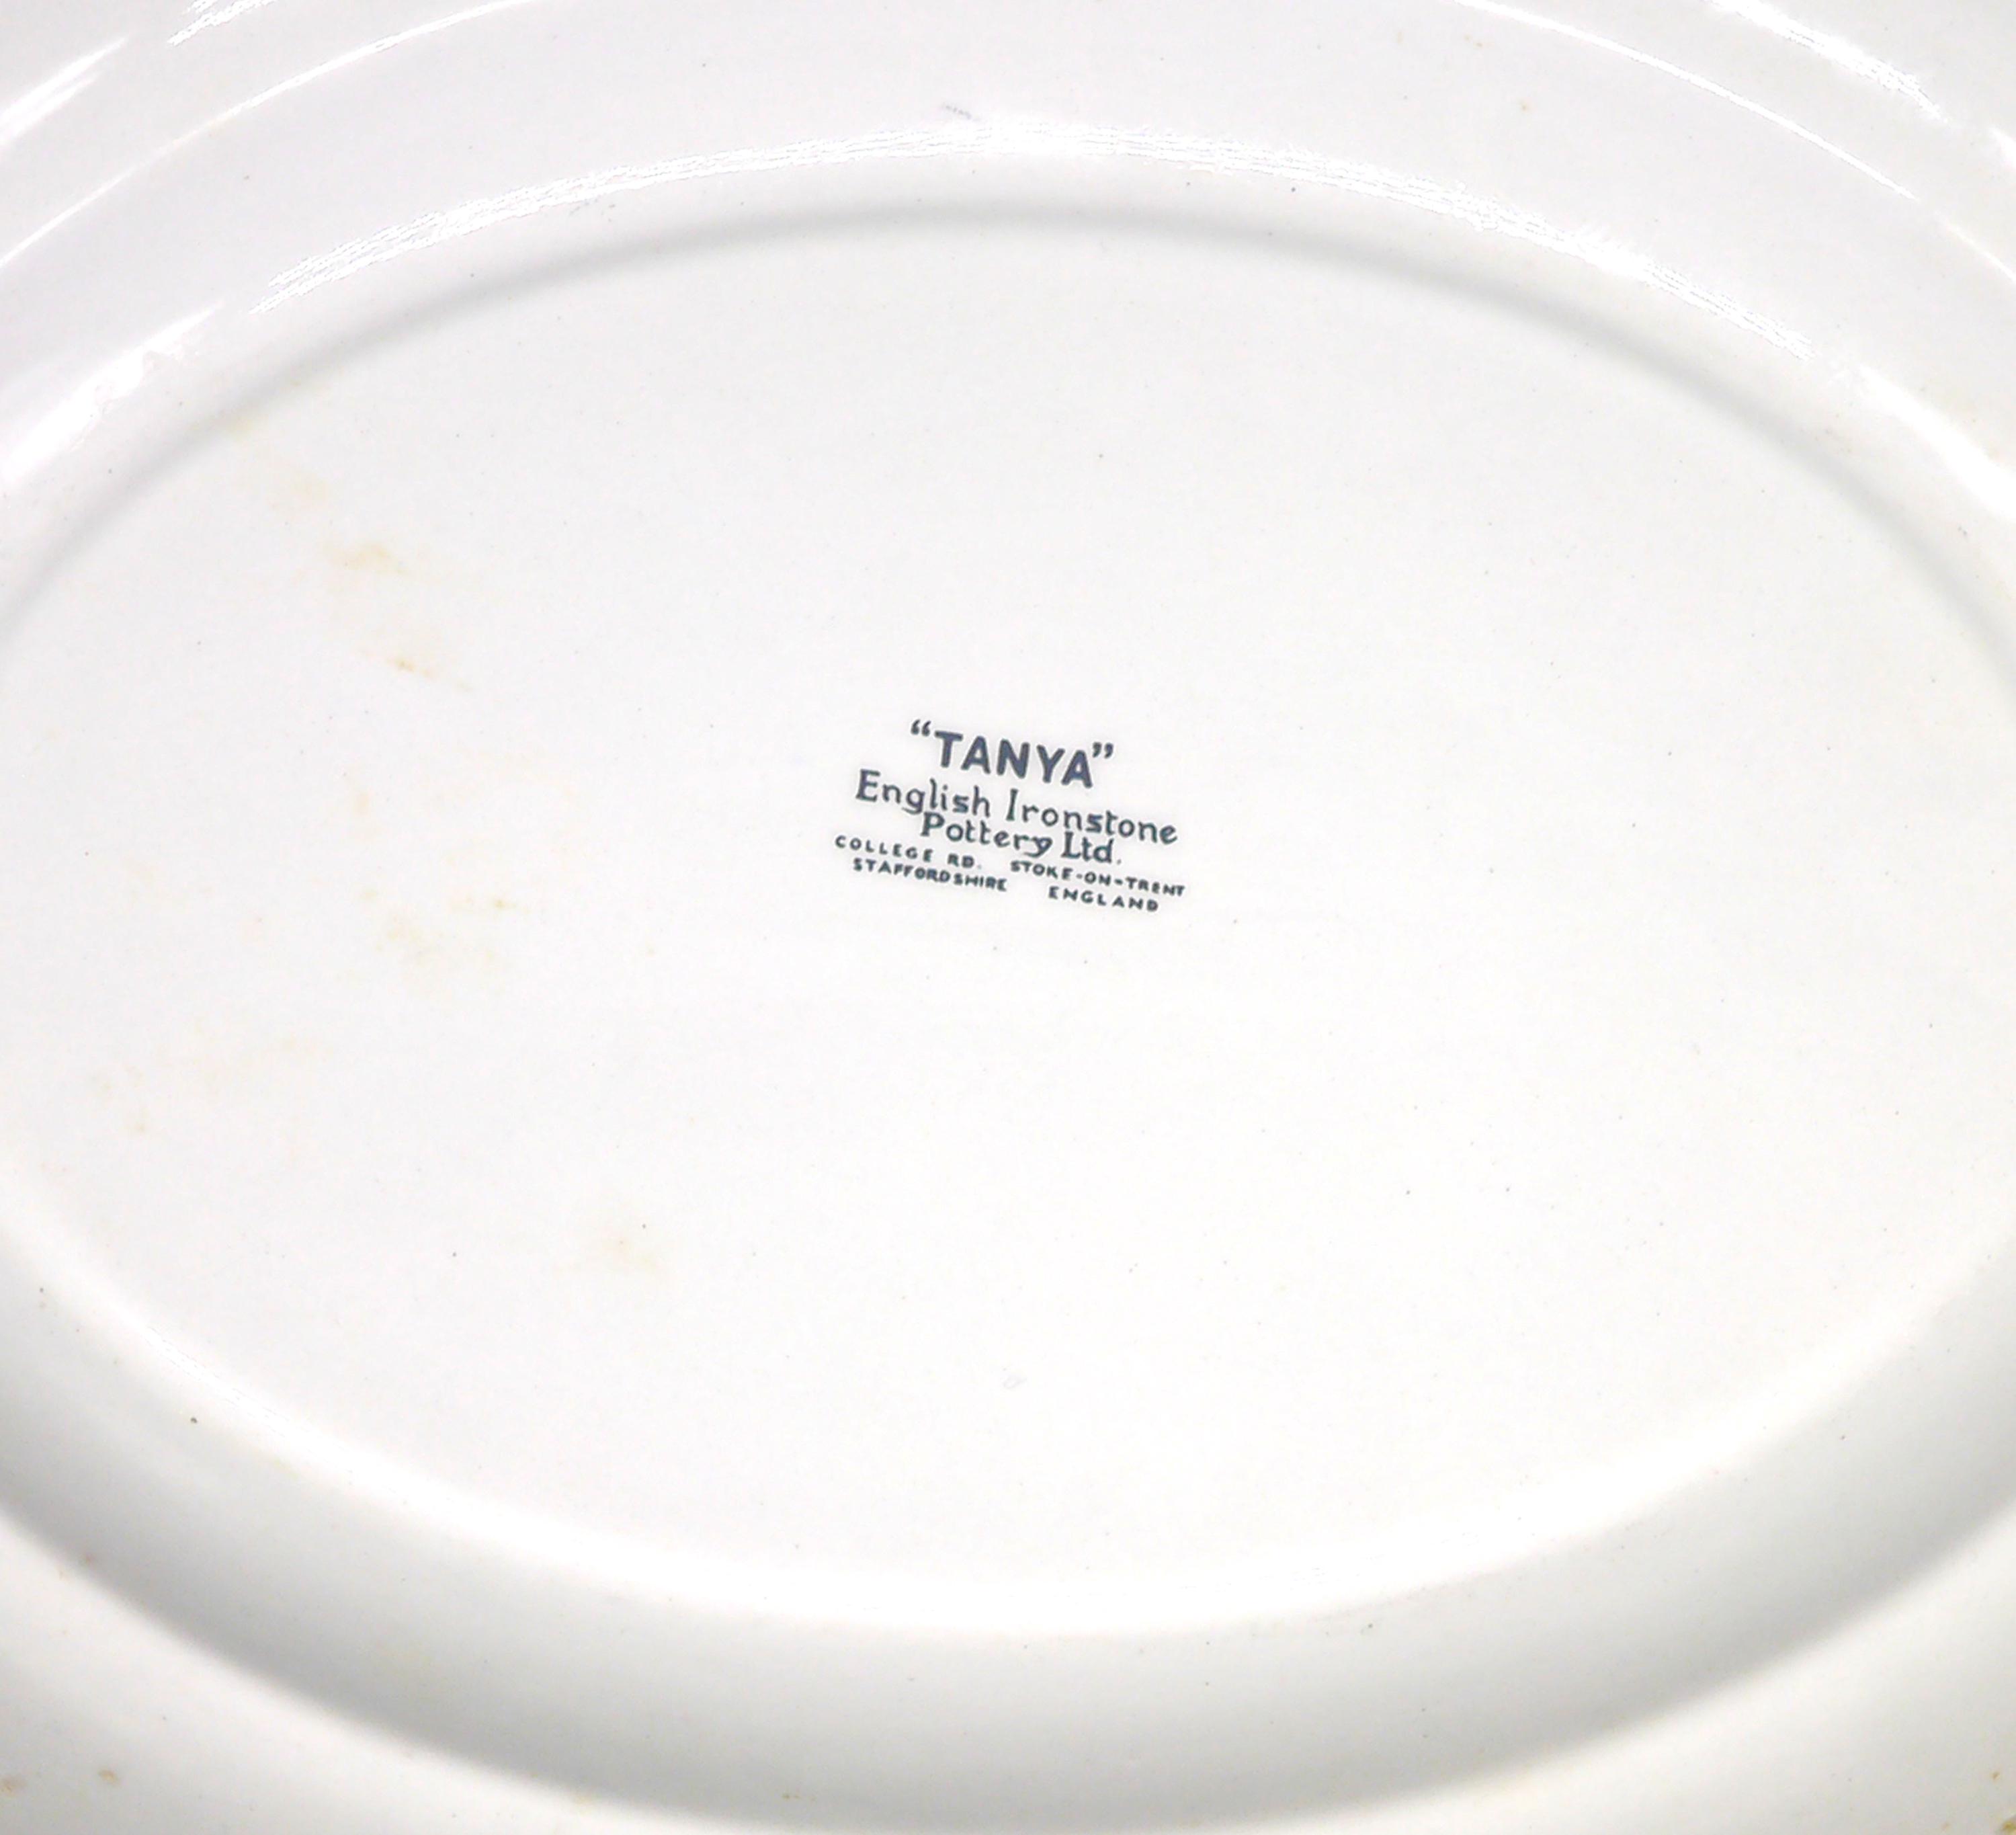 “TANYA”
English Ironstone
Pottery Ltd.
COLLEGE RD. STOKE-ON-TRENT
STAFFORDSHIRE ENGLAND